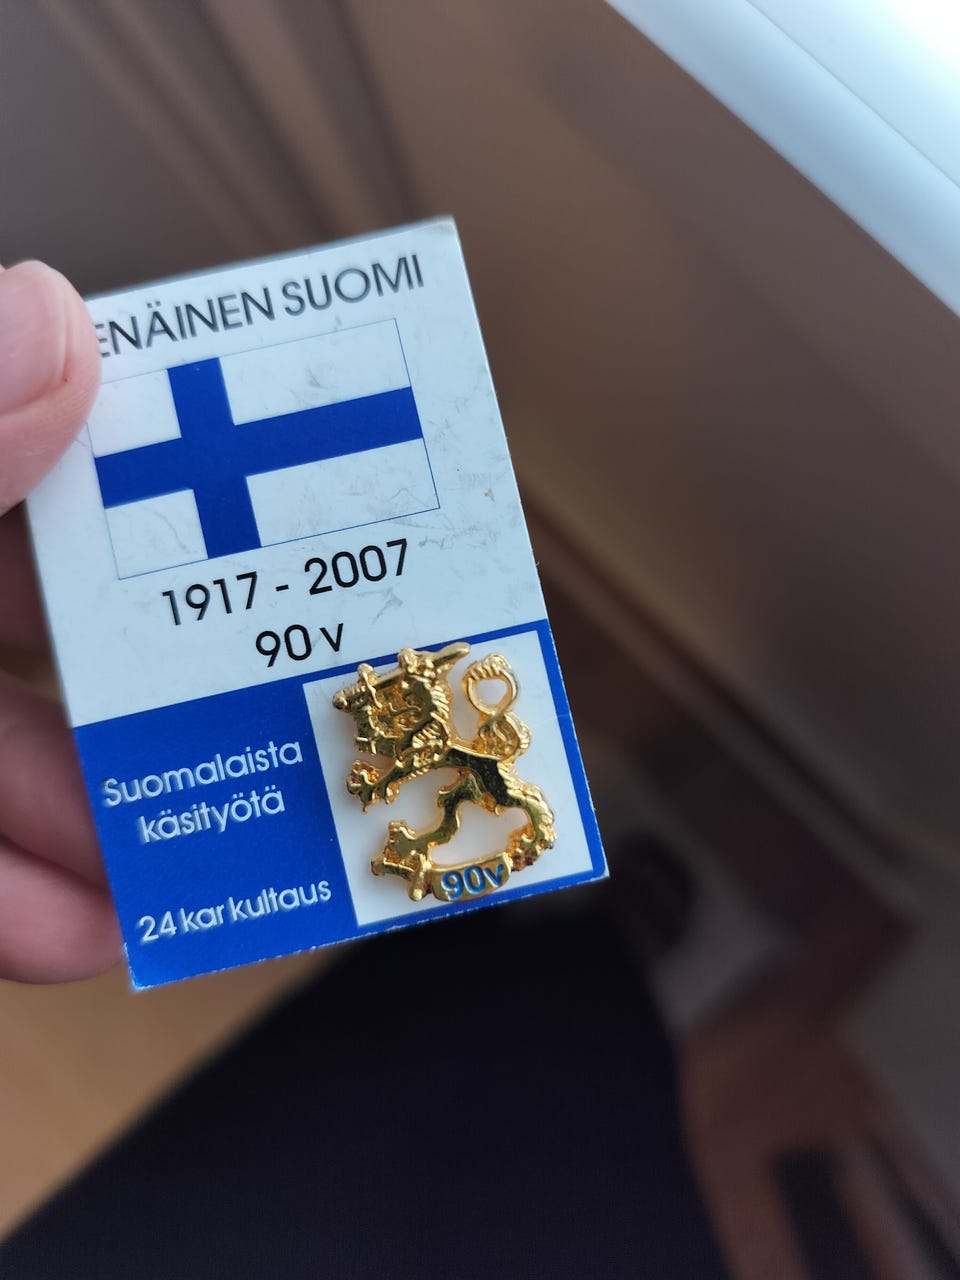 ENÄINEN SUOMI
1917 - 2007
90 v
Suomalaista
käsityötä
24 kar kultaus
90v